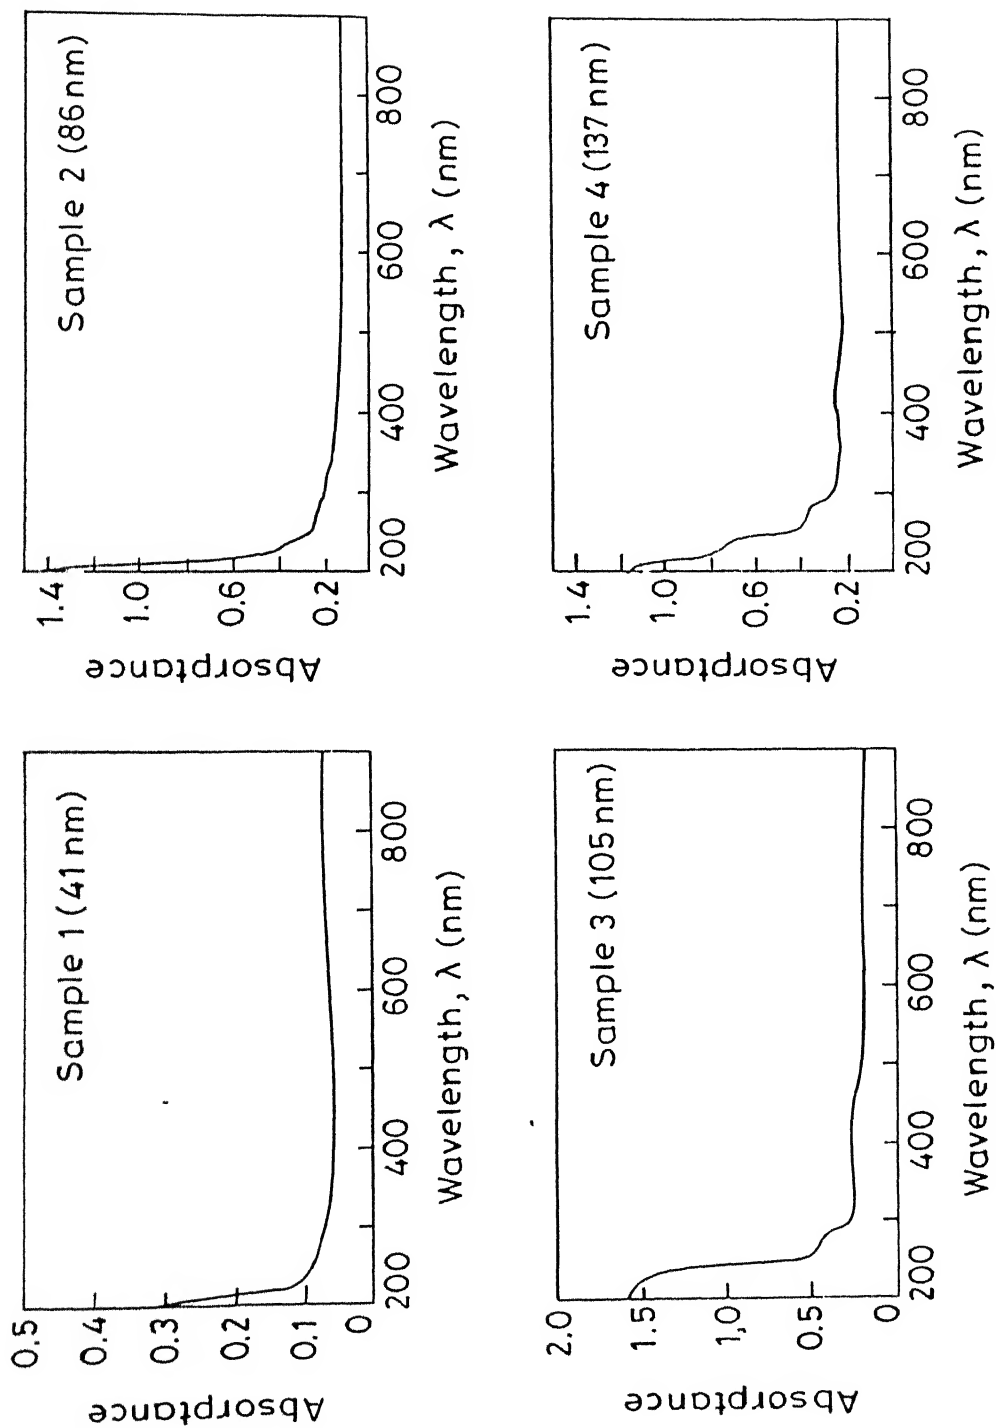 Sample 1 (41 nm)
Absorptance
0.5
0.4
0.3
0.2
0.1
0
200 400 600 800
Wavelength, λ (nm)
Sample 2 (86 nm)
Absorptance
1.4
1.0
0.6
0.2
200 400 600 800
Wavelength, λ (nm)
Sample 3 (105 nm)
Absorptance
2.0
1.5
1,0
0.5
0
200 400 600 800
Wavelength, λ (nm)
Sample 4 (137 nm)
Absorptance
1.4
1.0
0.6
0.2
200 400 600 800
Wavelength, λ (nm)